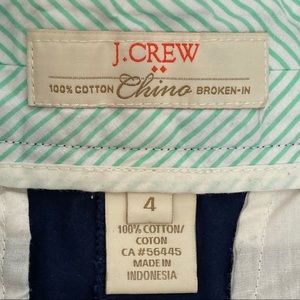 J.CREW
100% COTTON Chino BROKEN-IN
4
100% COTTON/
COTON
CA #56445
MADE IN
INDONESIA